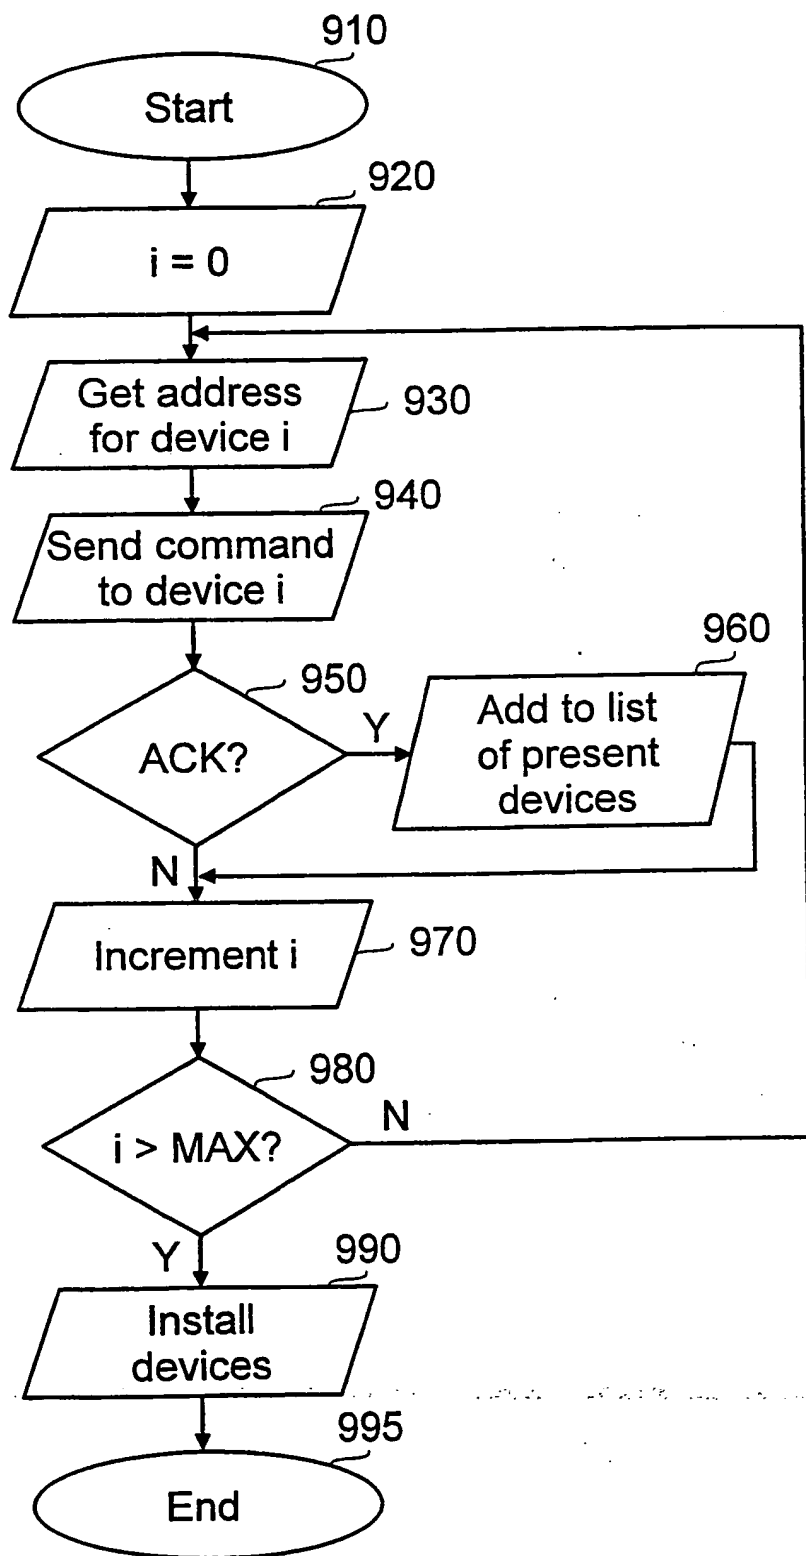 910
Start
920
i = 0
Get address
for device i
930
940
Send command
to device i
950
960
ACK?
Y
Add to list
of present
devices
N
Increment i
970
980
i > MAX?
N
Y
990
Install
devices
995
End